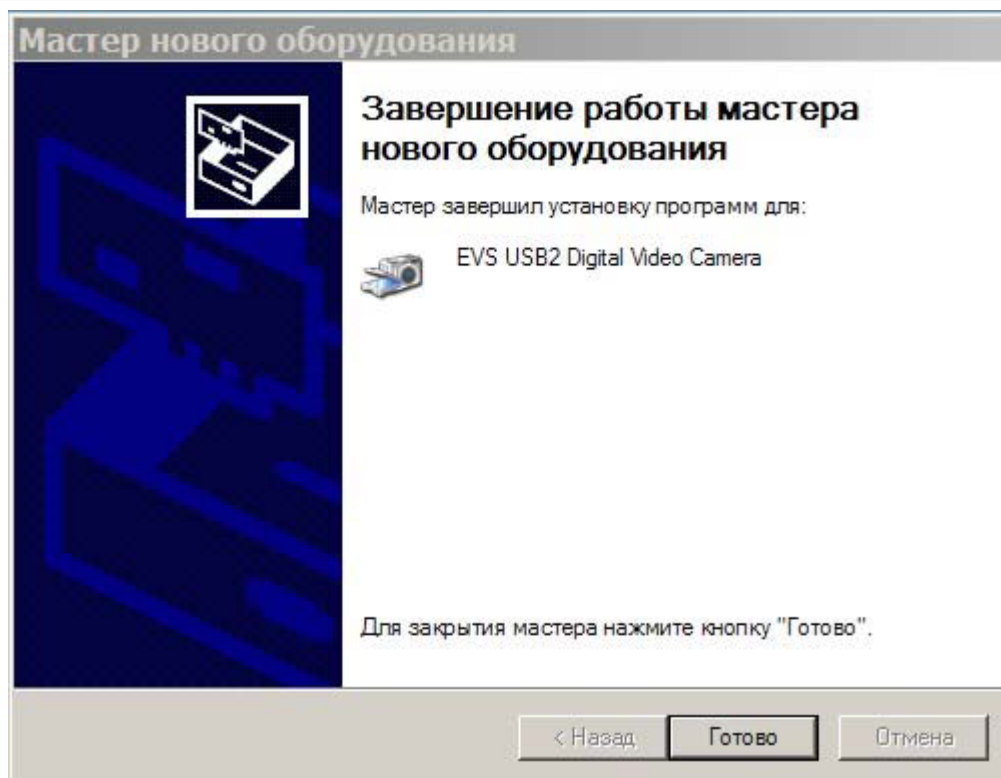 Мастер нового оборудования
Завершение работы мастера
нового оборудования
Мастер завершил установку программ для:
EVS USB2 Digital Video Camera
Для закрытия мастера нажмите кнопку "Готово".
< Назад Готово Отмена